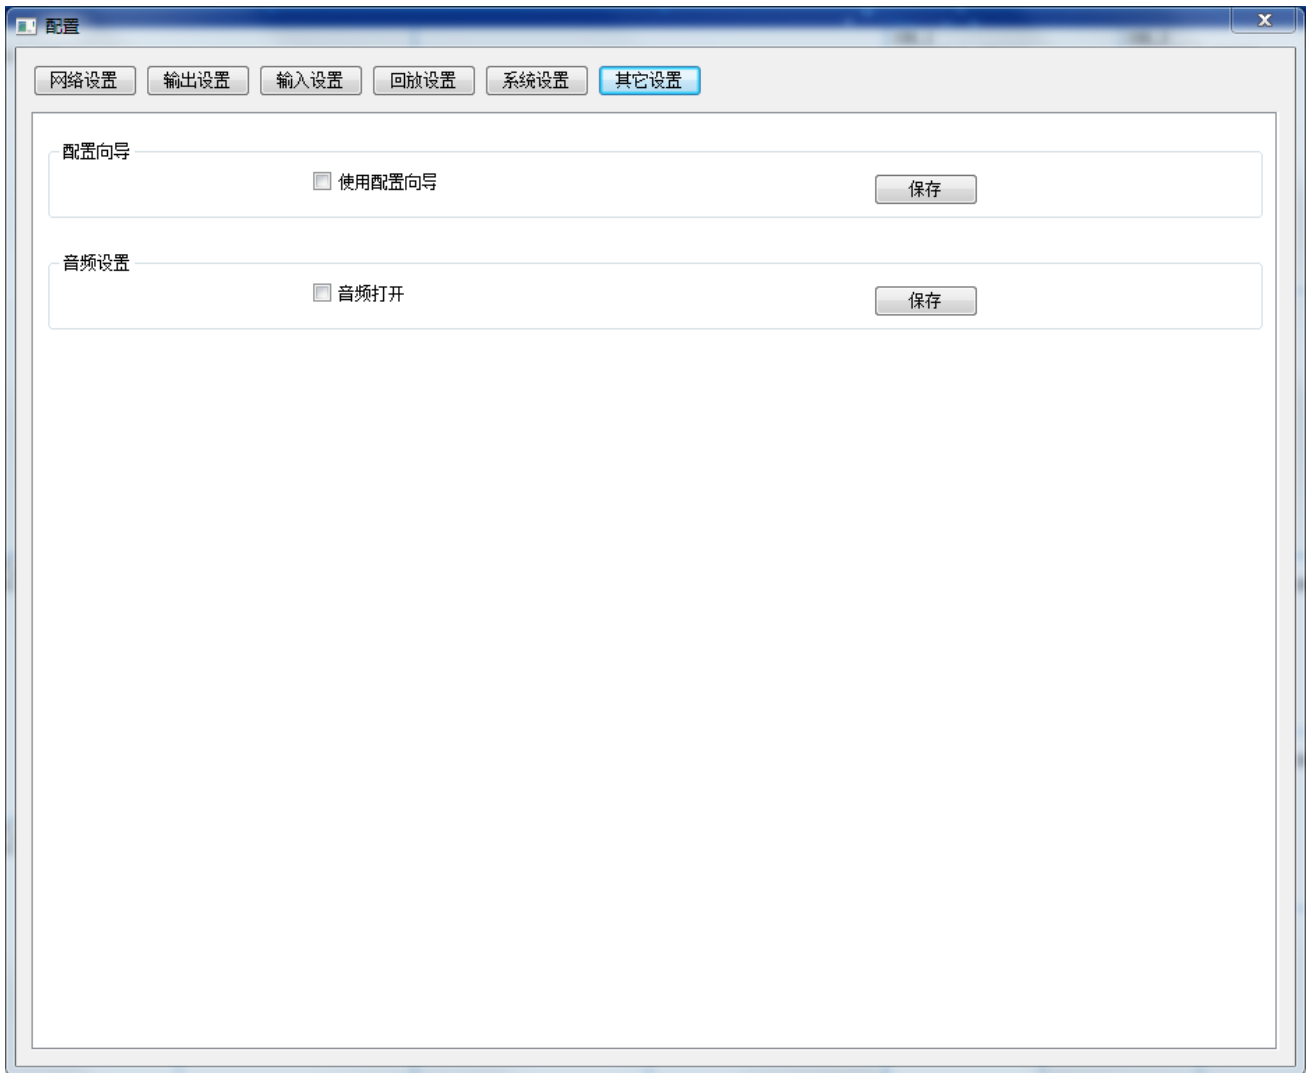 配置
网络设置 输出设置 输入设置 回放设置 系统设置 其它设置
配置向导
使用配置向导 保存
音频设置
音频打开 保存